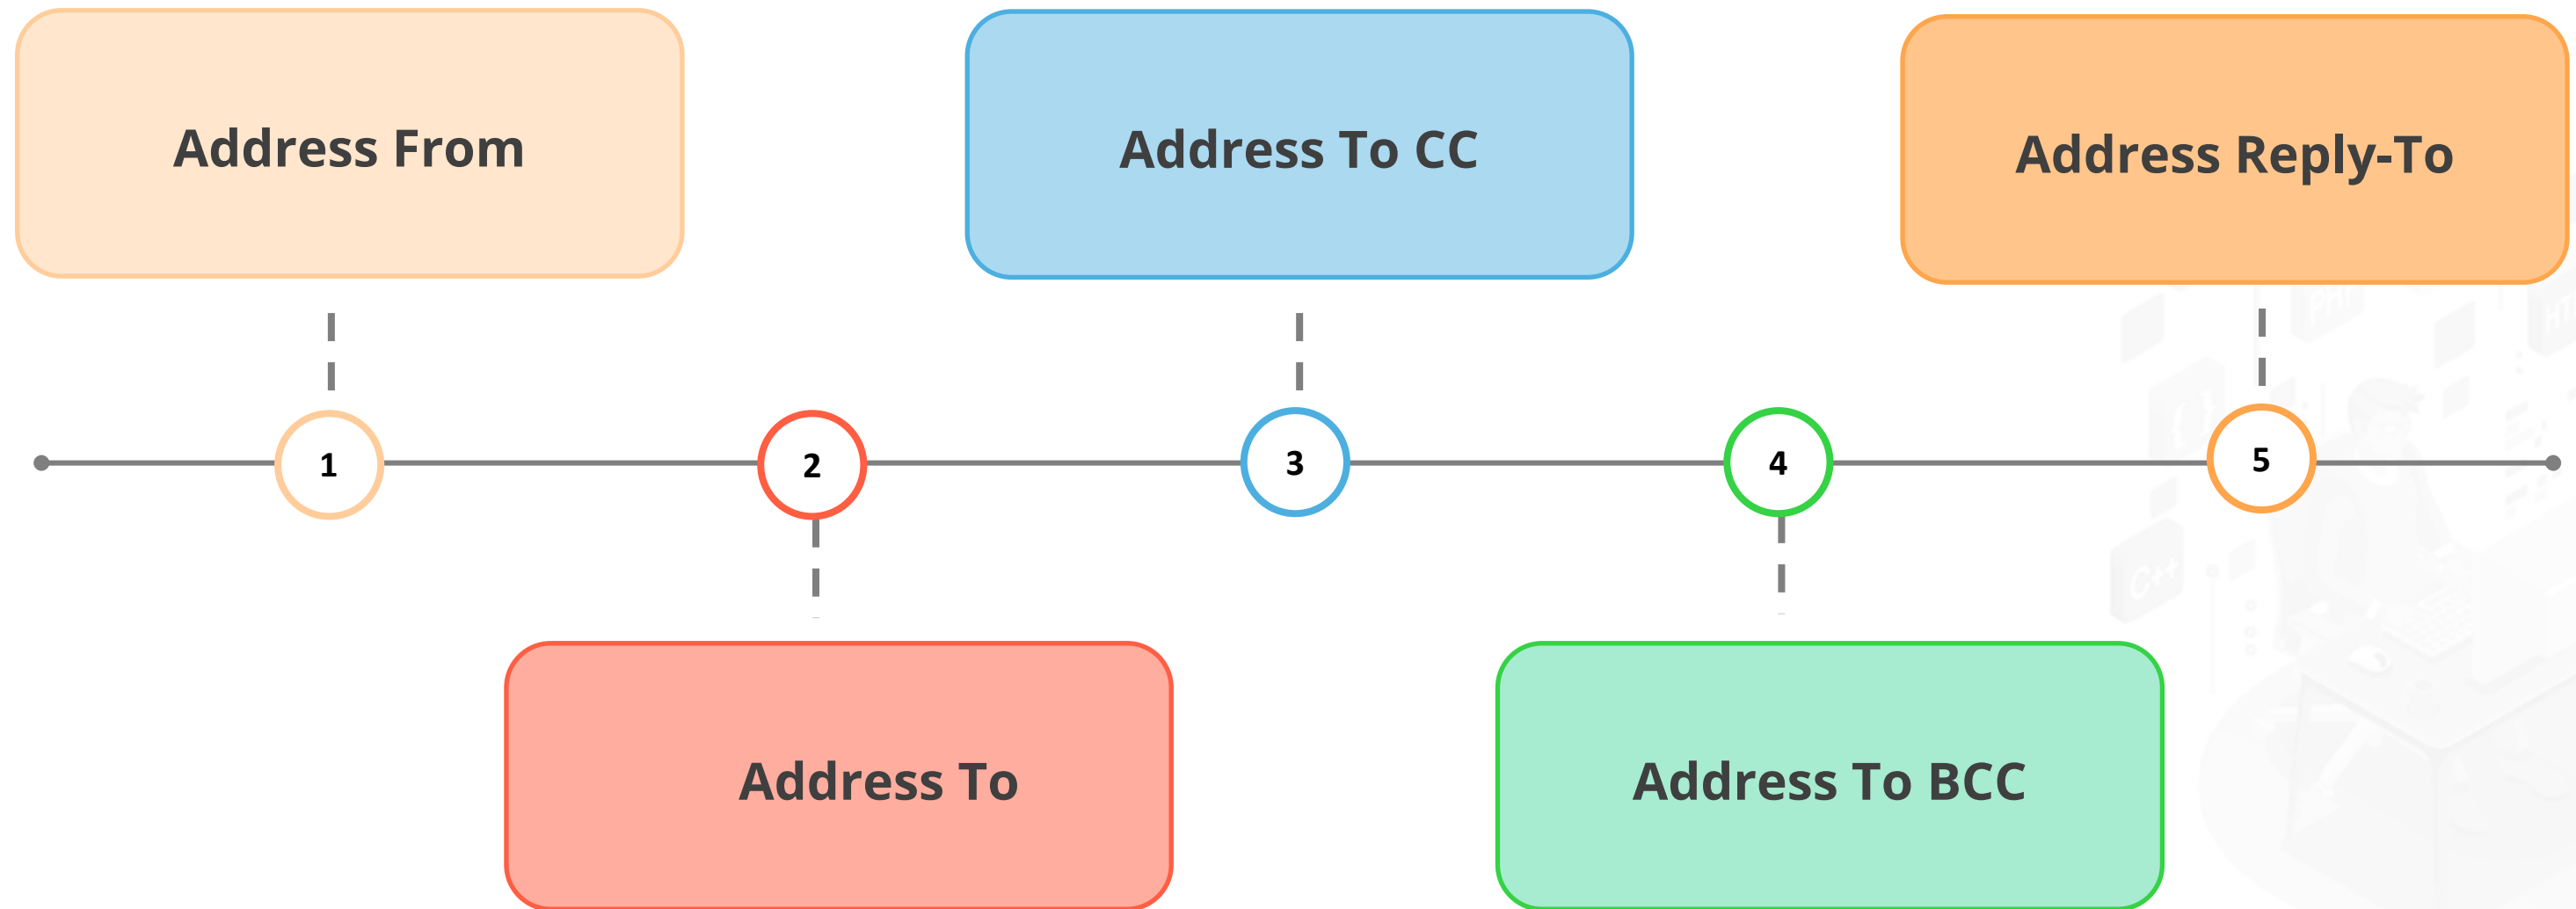 Address From
Address To CC
Address Reply-To
1
2
3
4
5
Address To
Address To BCC
C++